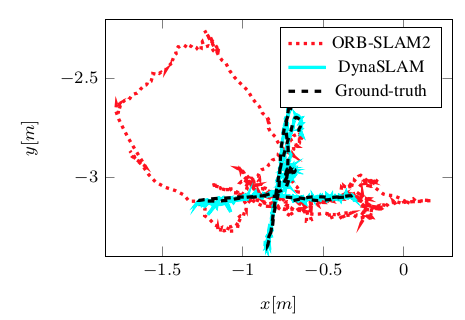 ORB-SLAM2
DynaSLAM
Ground-truth
−2.5
−3
y[m]
−1.5 −1 −0.5 0
x[m]